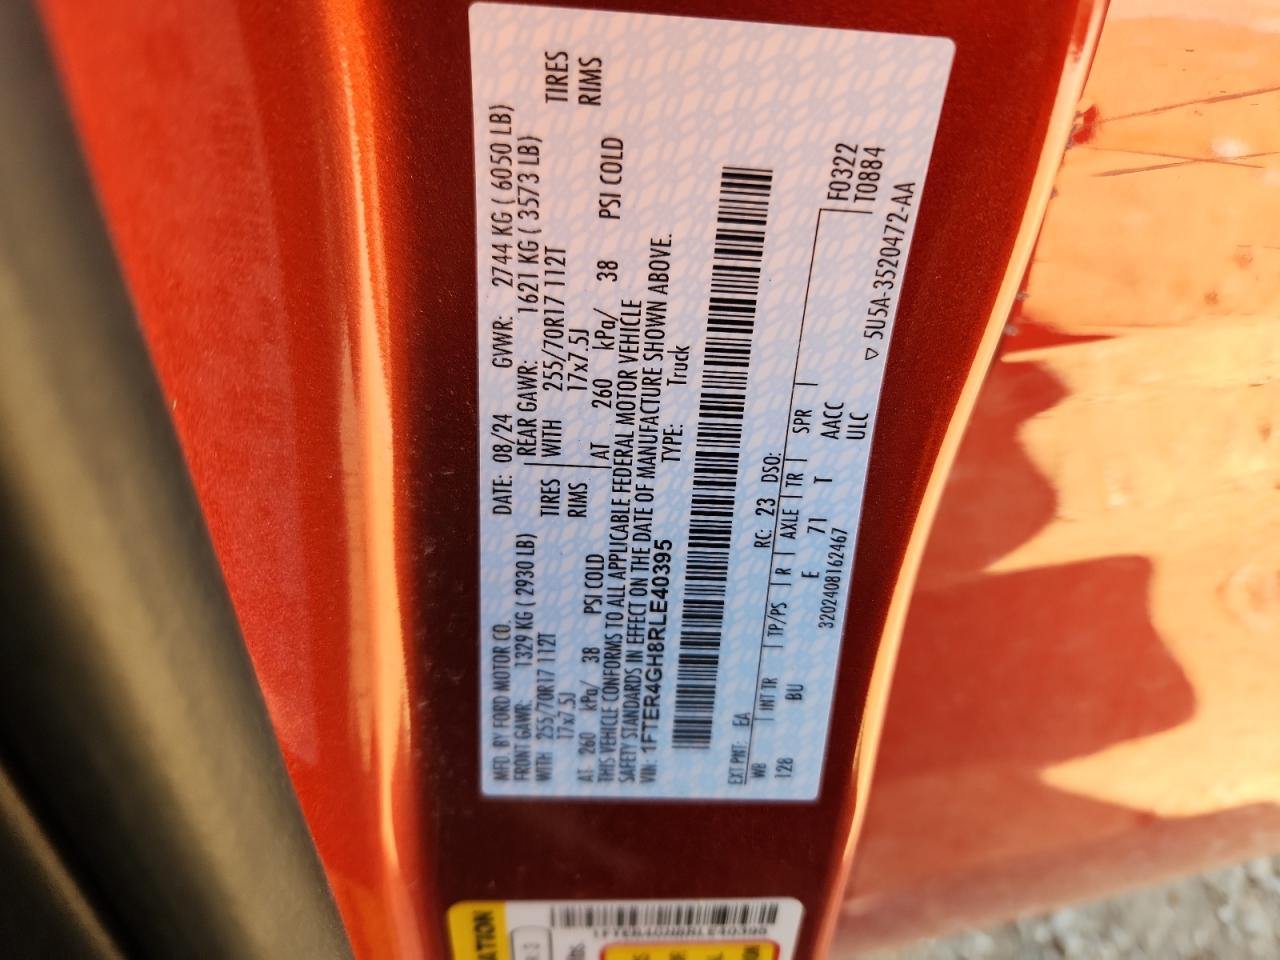 MFD. BY FORD MOTOR CO. DATE: 08/24 GVWR: 2744 KG ( 6050 LB)
FRONT GAWR: 1329 KG ( 2930 LB) REAR GAWR: 1621 KG ( 3573 LB)
WITH 255/70R17 112T TIRES WITH 255/70R17 112T TIRES
17x7.5J RIMS 17x7.5J RIMS
AT 260 kPa/ 38 PSI COLD AT 260 kPa/ 38 PSI COLD
THIS VEHICLE CONFORMS TO ALL APPLICABLE FEDERAL MOTOR VEHICLE
SAFETY STANDARDS IN EFFECT ON THE DATE OF MANUFACTURE SHOWN ABOVE.
VIN: 1FTER4GH8RLE40395 TYPE: Truck
EXT PNT: EA RC: 23 DSO: F0322
WB INT TR TP/PS R AXLE TR SPR T0884
128 BU E 71 T AACC
3202408162467 ULC
▽ 5U5A-3520472-AA
1FTER4GH8RLE40395